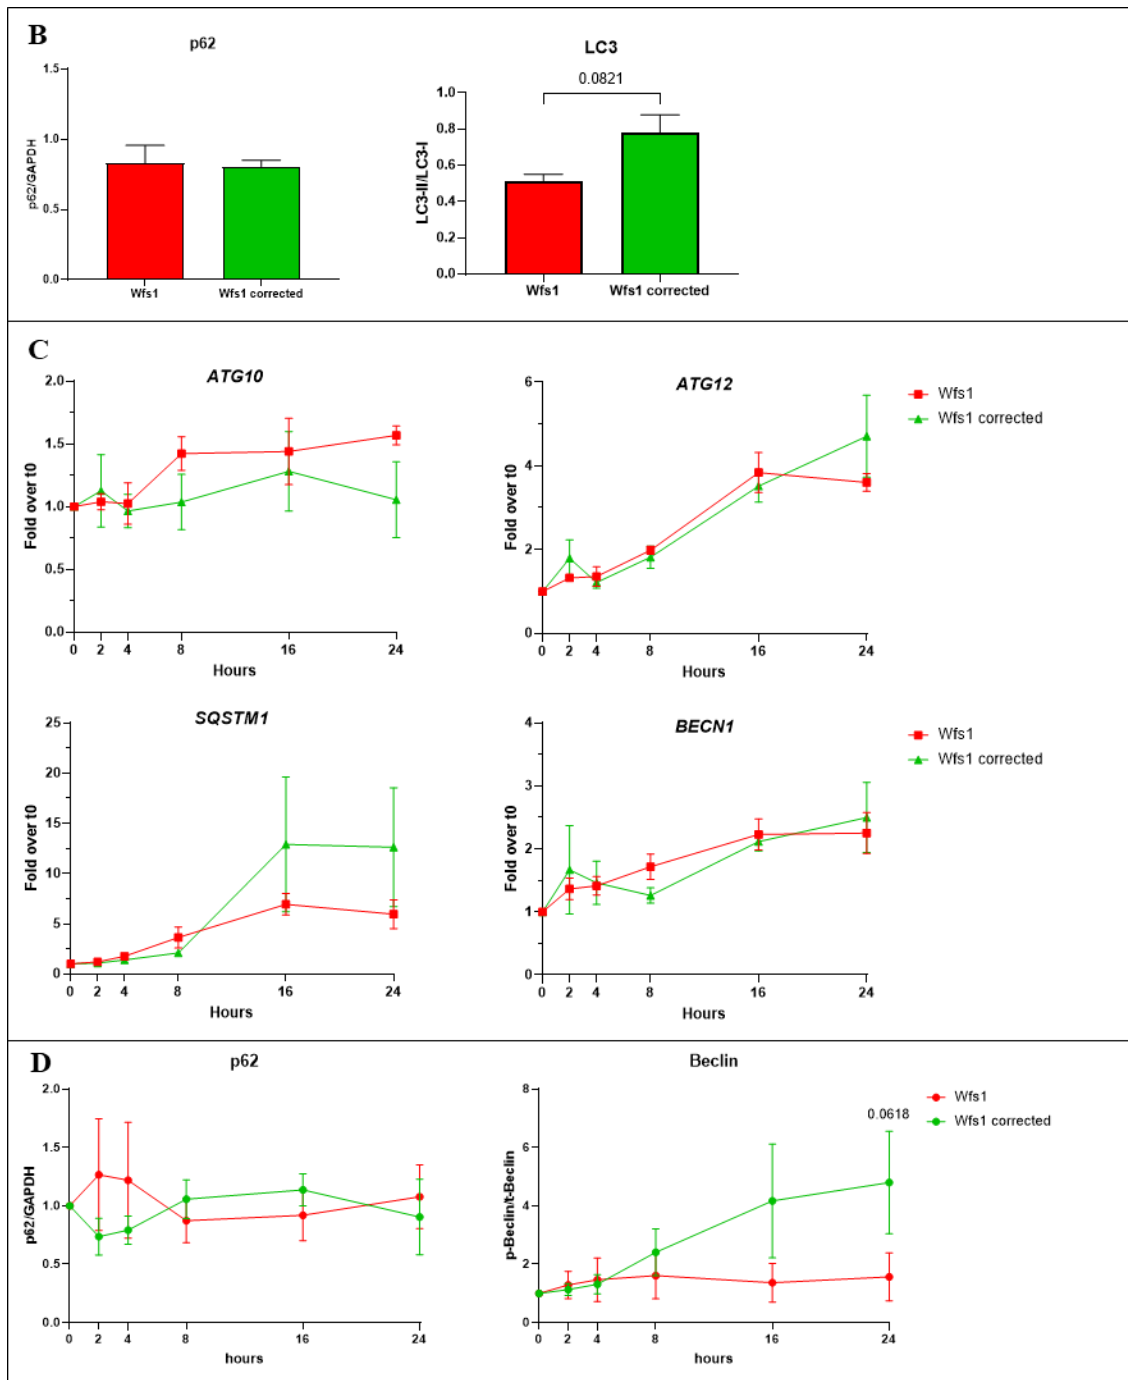 B
p62
1.5
1.0
0.5
0.0
p62/GAPDH
Wfs1
Wfs1 corrected
LC3
0.0821
1.0
0.8
0.6
0.4
0.2
0.0
LC3-II/LC3-I
Wfs1
Wfs1 corrected
C
ATG10
2.0
1.5
1.0
0.5
0.0
Fold over t0
0 2 4 8 16 24
Hours
ATG12
6
4
2
0
Fold over t0
0 2 4 8 16 24
Hours
Wfs1
Wfs1 corrected
SQSTM1
25
20
15
10
5
0
Fold over t0
0 2 4 8 16 24
Hours
BECN1
4
3
2
1
0
Fold over t0
0 2 4 8 16 24
Hours
Wfs1
Wfs1 corrected
D
p62
2.0
1.5
1.0
0.5
0.0
p62/GAPDH
0 2 4 8 16 24
hours
Beclin
8
6
4
2
0
p-Beclin/t-Beclin
0.0618
0 2 4 8 16 24
hours
Wfs1
Wfs1 corrected